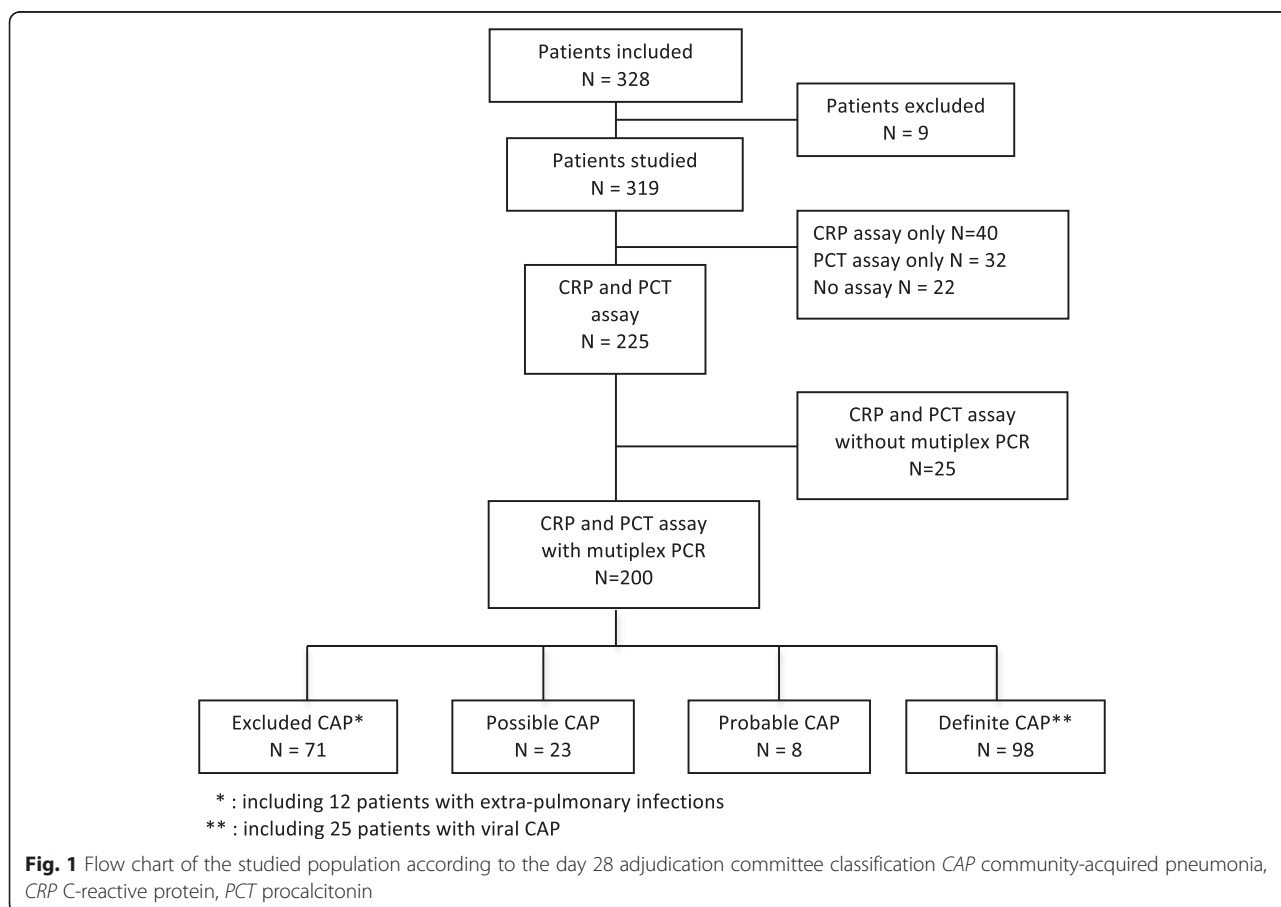 Patients included
N = 328
Patients excluded
N = 9
Patients studied
N = 319
CRP assay only N=40
PCT assay only N = 32
No assay N = 22
CRP and PCT
assay
N = 225
CRP and PCT assay
without mutiplex PCR
N=25
CRP and PCT assay
with mutiplex PCR
N=200
Excluded CAP*
N = 71
Possible CAP
N = 23
Probable CAP
N = 8
Definite CAP**
N = 98
* : including 12 patients with extra-pulmonary infections
** : including 25 patients with viral CAP
Fig. 1 Flow chart of the studied population according to the day 28 adjudication committee classification CAP community-acquired pneumonia,
CRP C-reactive protein, PCT procalcitonin